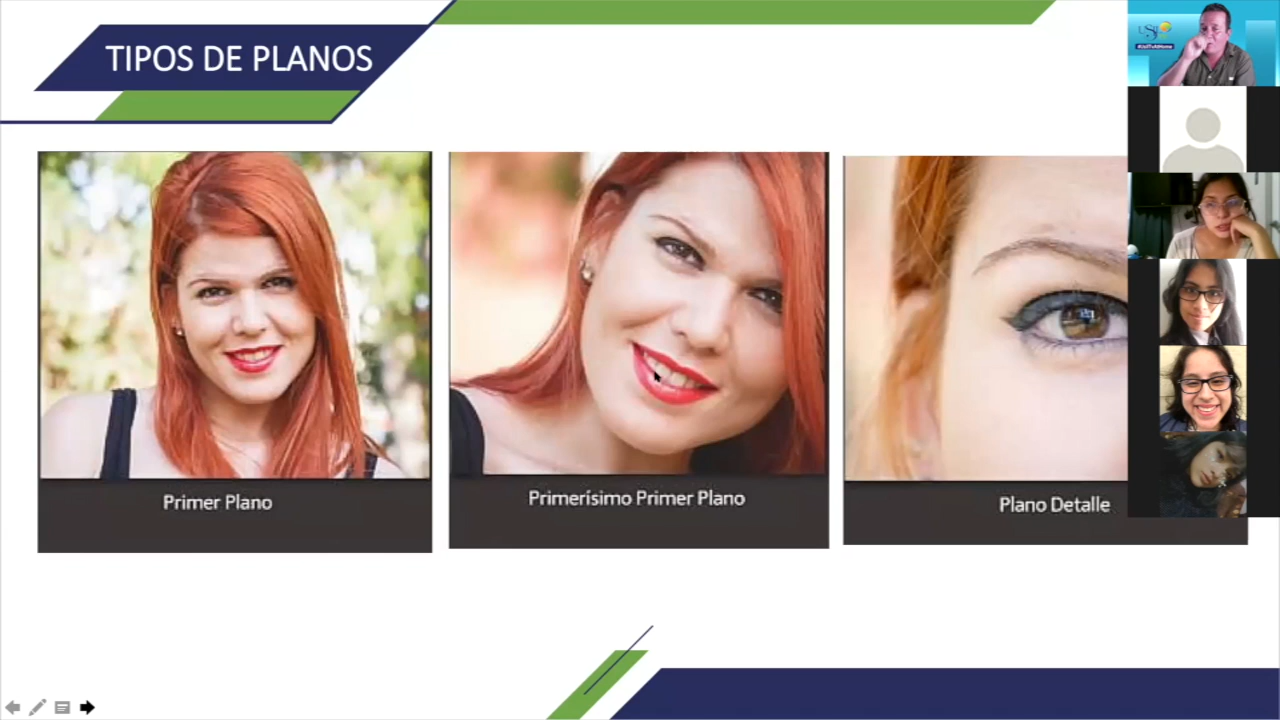 TIPOS DE PLANOS
Primer Plano
Primerísimo Primer Plano
Plano Detalle